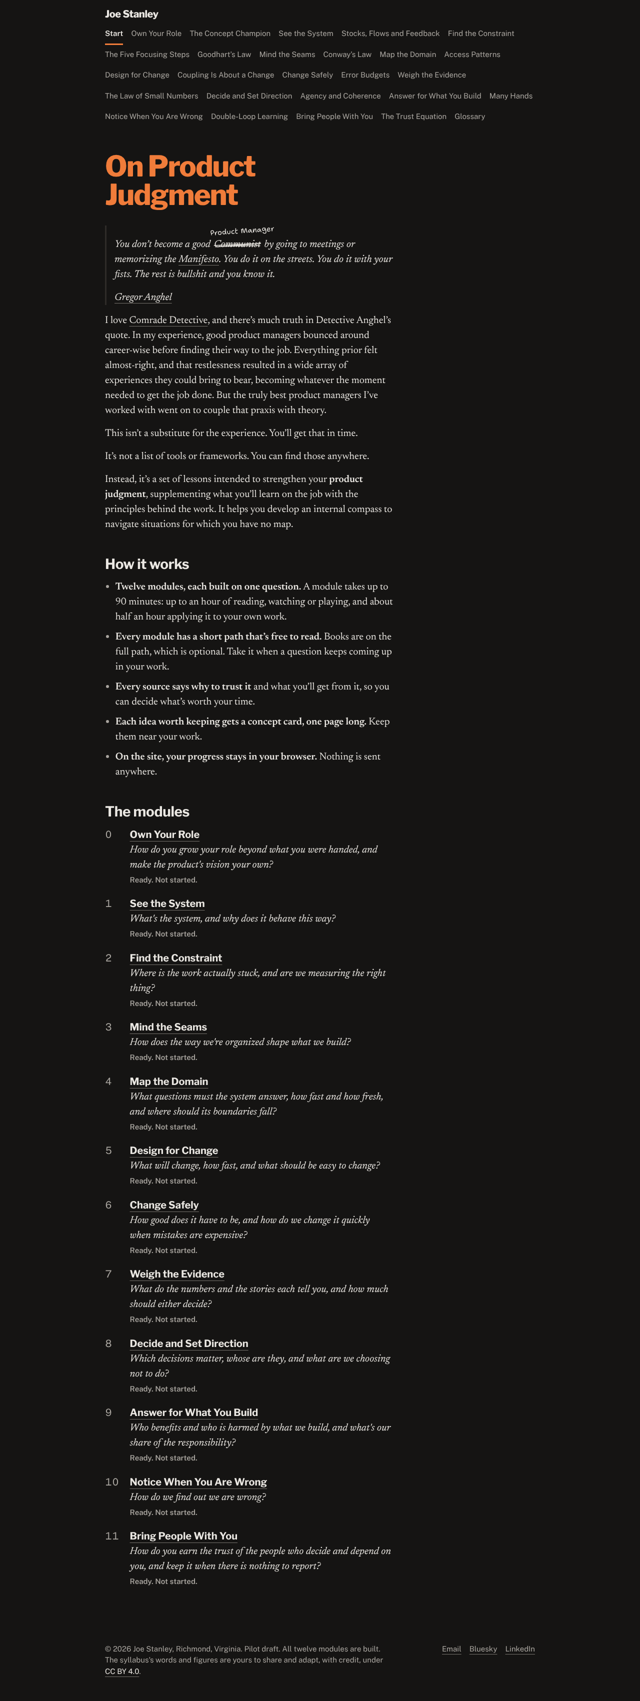 Joe Stanley
Start Own Your Role The Concept Champion See the System Stocks, Flows and Feedback Find the Constraint
The Five Focusing Steps Goodhart's Law Mind the Seams Conway's Law Map the Domain Access Patterns
Design for Change Coupling Is About a Change Change Safely Error Budgets Weigh the Evidence
The Law of Small Numbers Decide and Set Direction Agency and Coherence Answer for What You Build Many Hands
Notice When You Are Wrong Double-Loop Learning Bring People With You The Trust Equation Glossary
On Product
Judgment
Product Manager
You don't become a good Communist by going to meetings or
memorizing the Manifesto. You do it on the streets. You do it with your
fists. The rest is bullshit and you know it.
Gregor Anghel
I love Comrade Detective, and there's much truth in Detective Anghel's
quote. In my experience, good product managers bounced around
career-wise before finding their way to the job. Everything prior felt
almost-right, and that restlessness resulted in a wide array of
experiences they could bring to bear, becoming whatever the moment
needed to get the job done. But the truly best product managers I've
worked with went on to couple that praxis with theory.
This isn't a substitute for the experience. You'll get that in time.
It's not a list of tools or frameworks. You can find those anywhere.
Instead, it's a set of lessons intended to strengthen your product
judgment, supplementing what you'll learn on the job with the
principles behind the work. It helps you develop an internal compass to
navigate situations for which you have no map.
How it works
Twelve modules, each built on one question. A module takes up to
90 minutes: up to an hour of reading, watching or playing, and about
half an hour applying it to your own work.
Every module has a short path that's free to read. Books are on the
full path, which is optional. Take it when a question keeps coming up
in your work.
Every source says why to trust it and what you'll get from it, so you
can decide what's worth your time.
Each idea worth keeping gets a concept card, one page long. Keep
them near your work.
On the site, your progress stays in your browser. Nothing is sent
anywhere.
The modules
0 Own Your Role
How do you grow your role beyond what you were handed, and
make the product's vision your own?
Ready. Not started.
1 See the System
What's the system, and why does it behave this way?
Ready. Not started.
2 Find the Constraint
Where is the work actually stuck, and are we measuring the right
thing?
Ready. Not started.
3 Mind the Seams
How does the way we're organized shape what we build?
Ready. Not started.
4 Map the Domain
What questions must the system answer, how fast and how fresh,
and where should its boundaries fall?
Ready. Not started.
5 Design for Change
What will change, how fast, and what should be easy to change?
Ready. Not started.
6 Change Safely
How good does it have to be, and how do we change it quickly
when mistakes are expensive?
Ready. Not started.
7 Weigh the Evidence
What do the numbers and the stories each tell you, and how much
should either decide?
Ready. Not started.
8 Decide and Set Direction
Which decisions matter, whose are they, and what are we choosing
not to do?
Ready. Not started.
9 Answer for What You Build
Who benefits and who is harmed by what we build, and what's our
share of the responsibility?
Ready. Not started.
10 Notice When You Are Wrong
How do we find out we are wrong?
Ready. Not started.
11 Bring People With You
How do you earn the trust of the people who decide and depend on
you, and keep it when there is nothing to report?
Ready. Not started.
© 2026 Joe Stanley, Richmond, Virginia. Pilot draft. All twelve modules are built. Email Bluesky LinkedIn
The syllabus's words and figures are yours to share and adapt, with credit, under
CC BY 4.0.